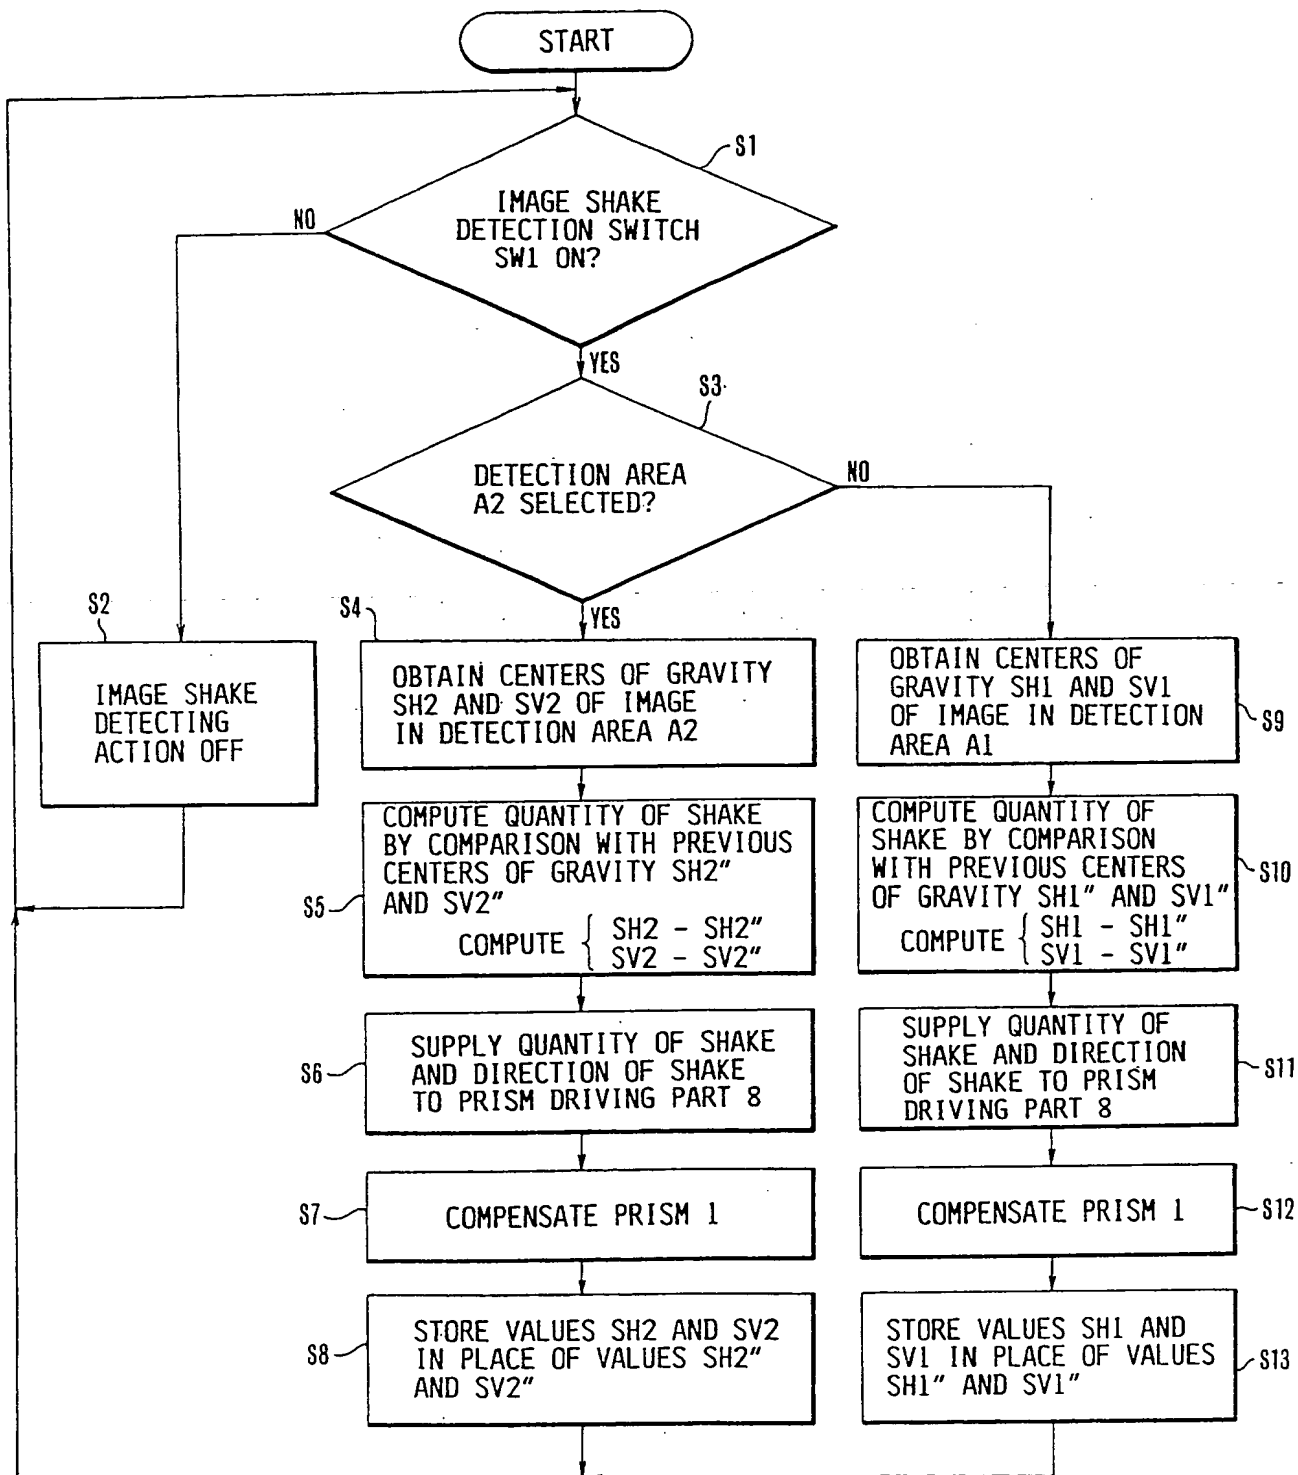 START
S1
IMAGE SHAKE
DETECTION SWITCH
SW1 ON?
NO
YES
S3
DETECTION AREA
A2 SELECTED?
NO
YES
S2
IMAGE SHAKE
DETECTING
ACTION OFF
S4
OBTAIN CENTERS OF GRAVITY
SH2 AND SV2 OF IMAGE
IN DETECTION AREA A2
S5
COMPUTE QUANTITY OF SHAKE
BY COMPARISON WITH PREVIOUS
CENTERS OF GRAVITY SH2"
AND SV2"
COMPUTE { SH2 - SH2"
SV2 - SV2"
S6
SUPPLY QUANTITY OF SHAKE
AND DIRECTION OF SHAKE
TO PRISM DRIVING PART 8
S7
COMPENSATE PRISM 1
S8
STORE VALUES SH2 AND SV2
IN PLACE OF VALUES SH2"
AND SV2"
OBTAIN CENTERS OF
GRAVITY SH1 AND SV1
OF IMAGE IN DETECTION
AREA A1
S9
COMPUTE QUANTITY OF
SHAKE BY COMPARISON
WITH PREVIOUS CENTERS
OF GRAVITY SH1" AND SV1"
COMPUTE { SH1 - SH1"
SV1 - SV1"
S10
SUPPLY QUANTITY OF
SHAKE AND DIRECTION
OF SHAKE TO PRISM
DRIVING PART 8
S11
COMPENSATE PRISM 1
S12
STORE VALUES SH1 AND
SV1 IN PLACE OF VALUES
SH1" AND SV1"
S13